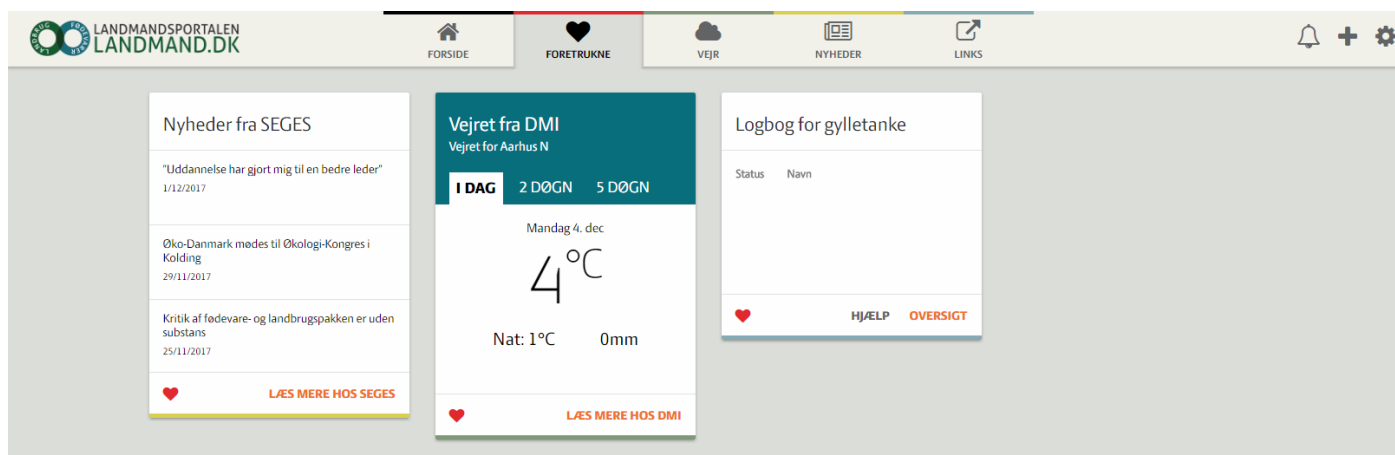 LANDBRUG FØDEVARER
LANDMANDSPORTALEN
LANDMAND.DK
FORSIDE
FORETRUKNE
VEJR
NYHEDER
LINKS
Nyheder fra SEGES
"Uddannelse har gjort mig til en bedre leder"
1/12/2017
Øko-Danmark mødes til Økologi-Kongres i
Kolding
29/11/2017
Kritik af fødevare- og landbrugspakken er uden
substans
25/11/2017
LÆS MERE HOS SEGES
Vejret fra DMI
Vejret for Aarhus N
I DAG 2 DØGN 5 DØGN
Mandag 4. dec
4°C
Nat: 1°C 0mm
LÆS MERE HOS DMI
Logbog for gylletanke
Status Navn
HJÆLP OVERSIGT